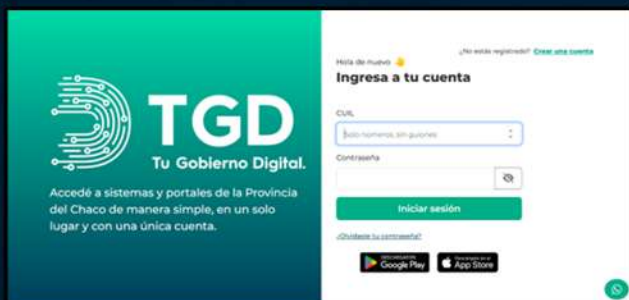 TGD
Tu Gobierno Digital.
Accedé a sistemas y portales de la Provincia
del Chaco de manera simple, en un solo
lugar y con una única cuenta.
¿No estás registrado? Crear una cuenta
Hola de nuevo
Ingresa a tu cuenta
CUIL
Solo números, sin guiones
Contraseña
Iniciar sesión
¿Olvidaste tu contraseña?
Google Play
App Store